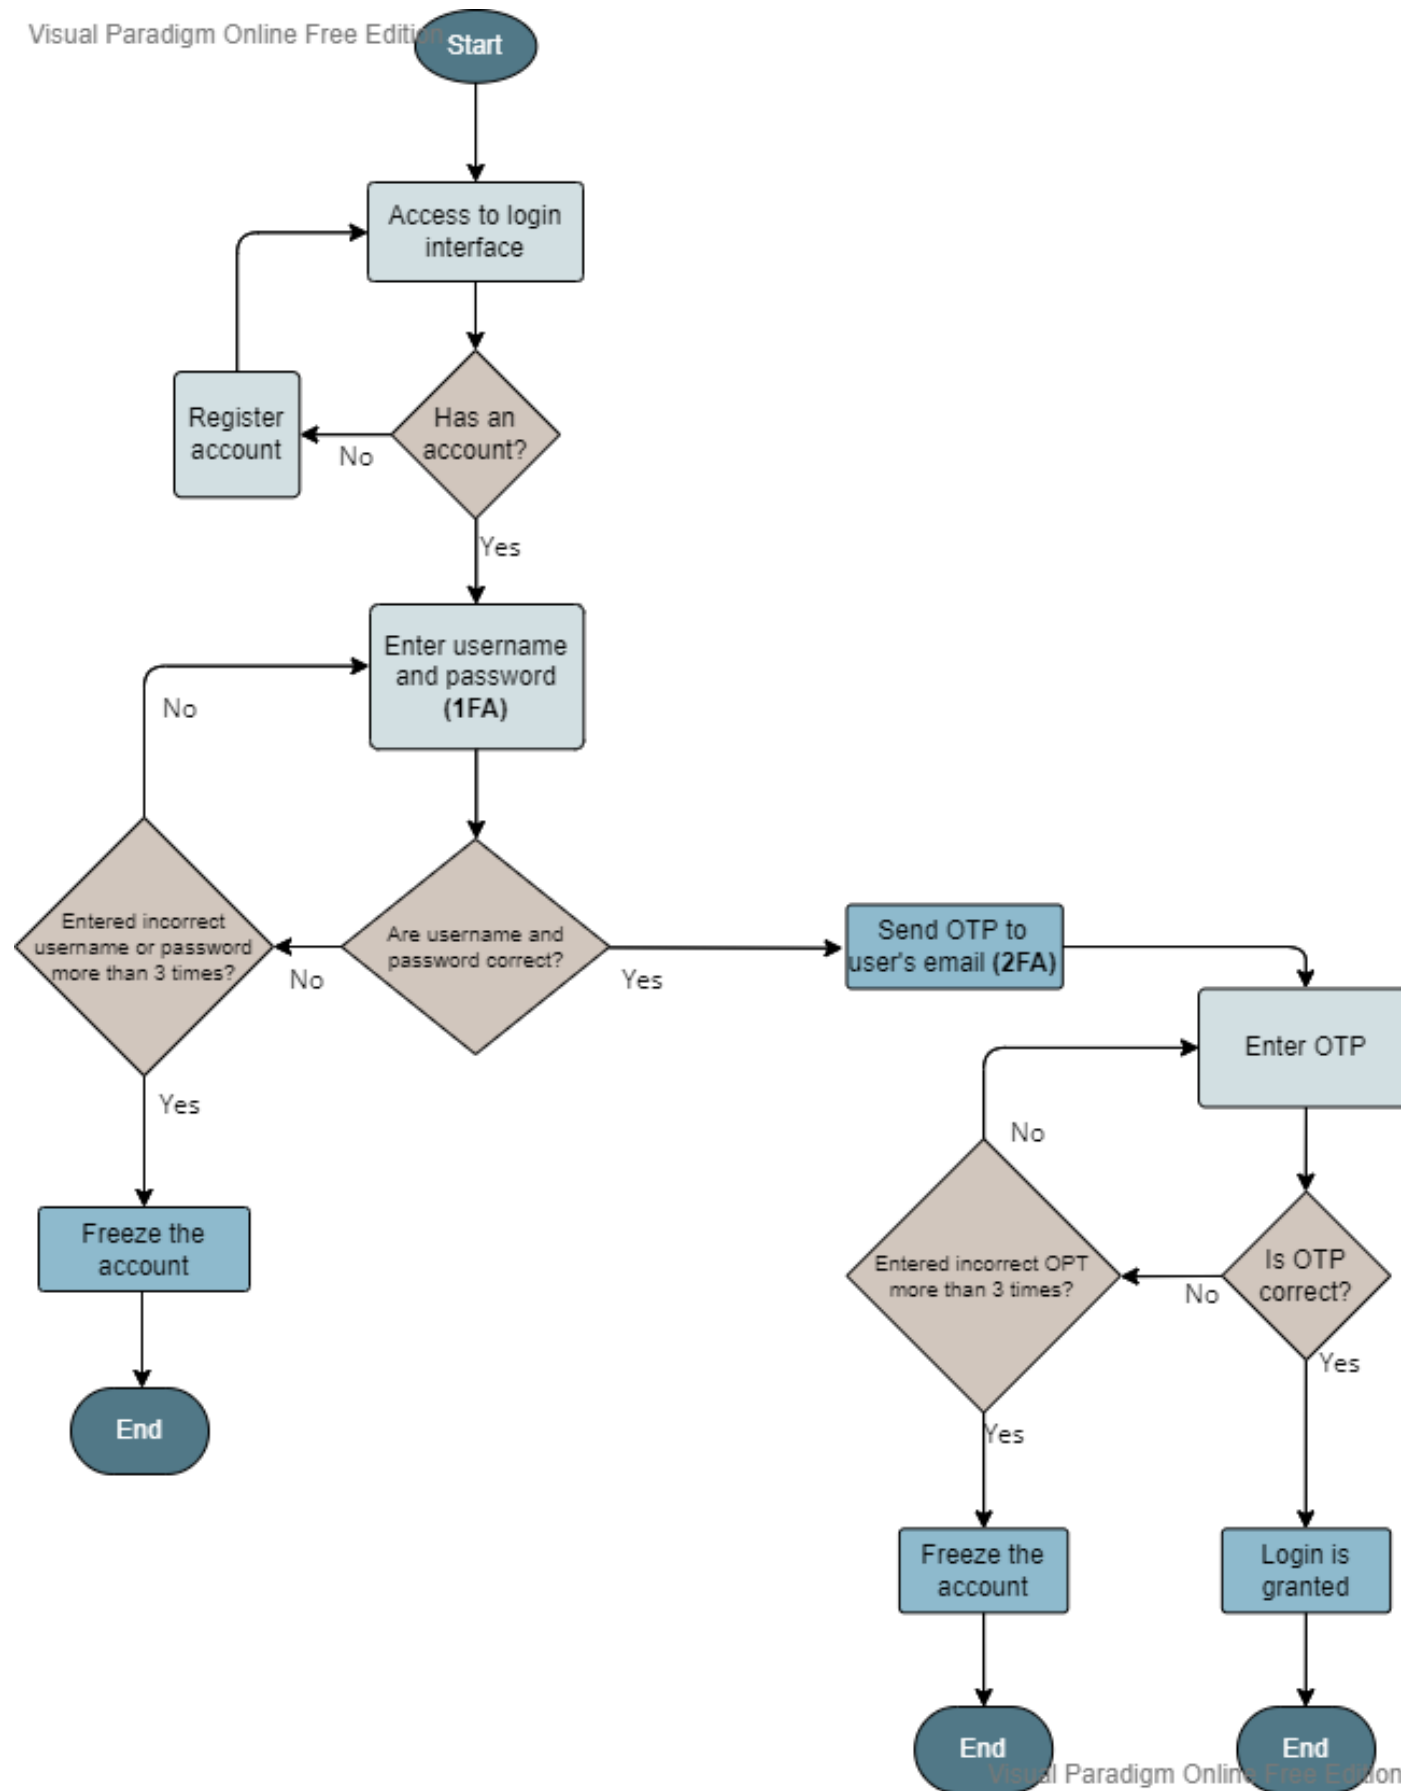 Visual Paradigm Online Free Edition
Start
Access to login
interface
Register
account
No
Has an
account?
Yes
Enter username
and password
(1FA)
No
Entered incorrect
username or password
more than 3 times?
No
Are username and
password correct?
Yes
Send OTP to
user's email (2FA)
Enter OTP
No
Yes
Freeze the
account
End
Entered incorrect OPT
more than 3 times?
No
Is OTP
correct?
Yes
Yes
Freeze the
account
Login is
granted
End
End
Visual Paradigm Online Free Edition